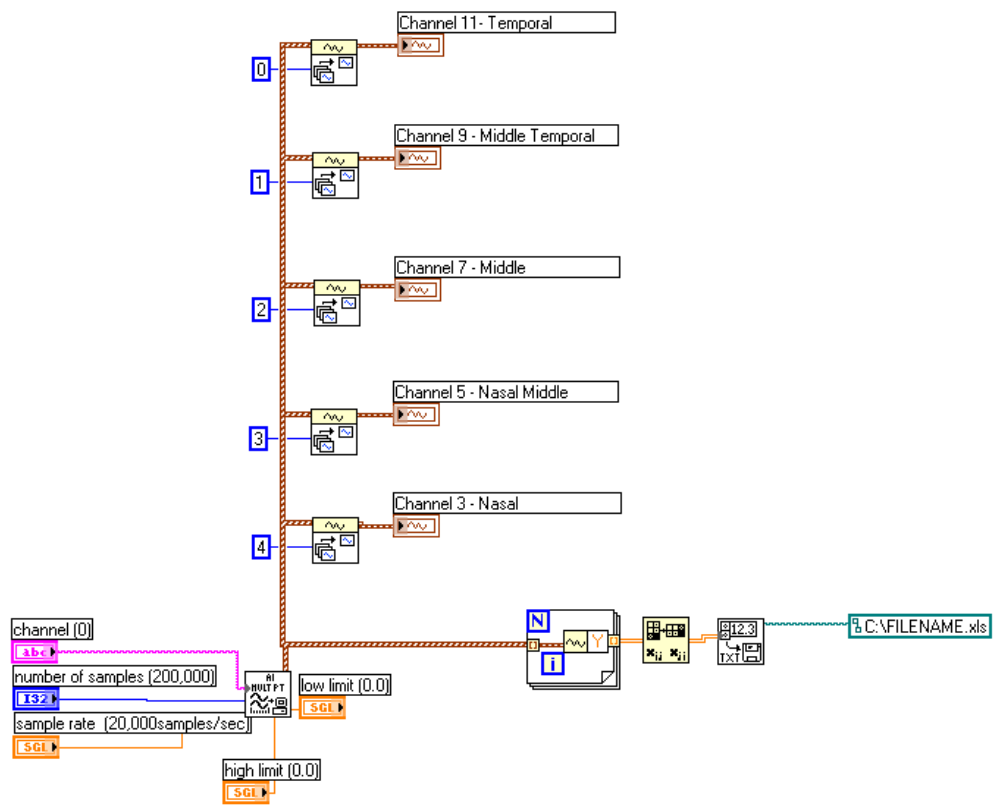 Channel 11- Temporal
0
Channel 9 - Middle Temporal
1
Channel 7 - Middle
2
Channel 5 - Nasal Middle
3
Channel 3 - Nasal
4
N
i
Y
12.3
TXT
X ij X ji
C:\FILENAME.xls
channel (0)
abc
number of samples (200,000)
I32
sample rate (20,000samples/sec)
SGL
AI
MULT PT
low limit (0.0)
SGL
high limit (0.0)
SGL